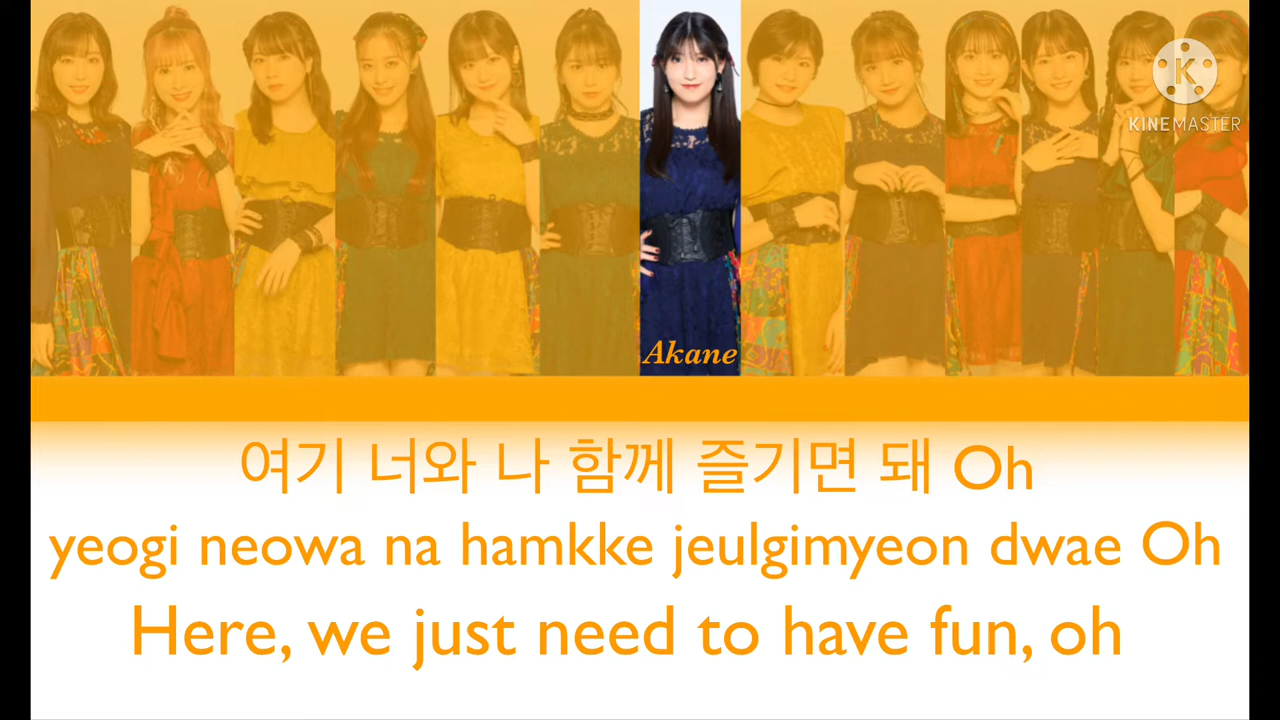 KINEMASTER
Akane
여기 너와 나 함께 즐기면 돼 Oh
yeogi neowa na hamkke jeulgimyeon dwae Oh
Here, we just need to have fun, oh